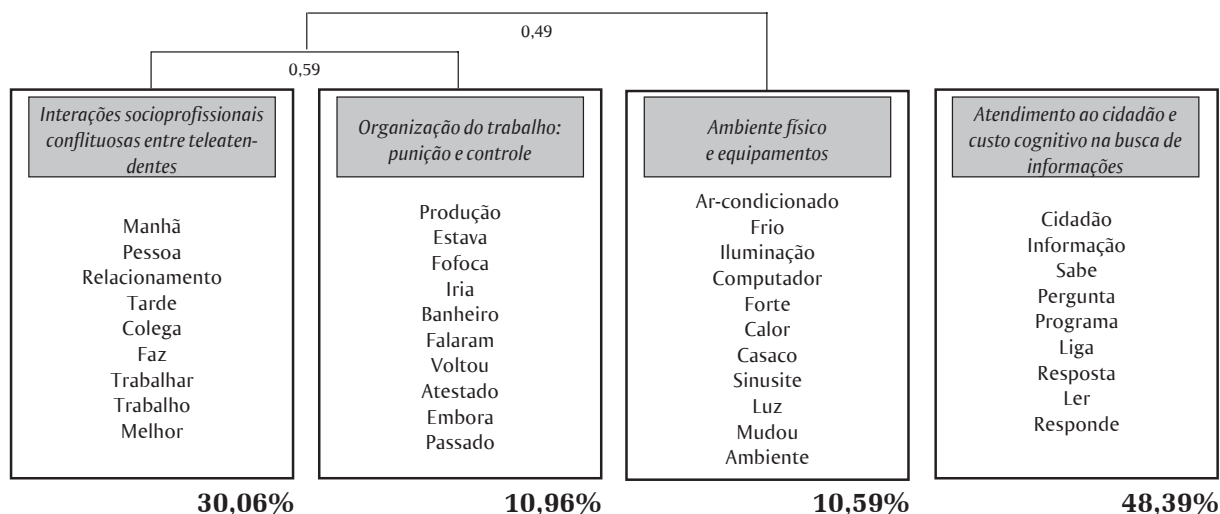 0,49
0,59
Interações socioprofissionais
conflituosas entre teleaten-
dentes
Manhã
Pessoa
Relacionamento
Tarde
Colega
Faz
Trabalhar
Trabalho
Melhor
30,06%
Organização do trabalho:
punição e controle
Produção
Estava
Fofoca
Iria
Banheiro
Falaram
Voltou
Atestado
Embora
Passado
10,96%
Ambiente físico
e equipamentos
Ar-condicionado
Frio
Iluminação
Computador
Forte
Calor
Casaco
Sinusite
Luz
Mudou
Ambiente
10,59%
Atendimento ao cidadão e
custo cognitivo na busca de
informações
Cidadão
Informação
Sabe
Pergunta
Programa
Liga
Resposta
Ler
Responde
48,39%